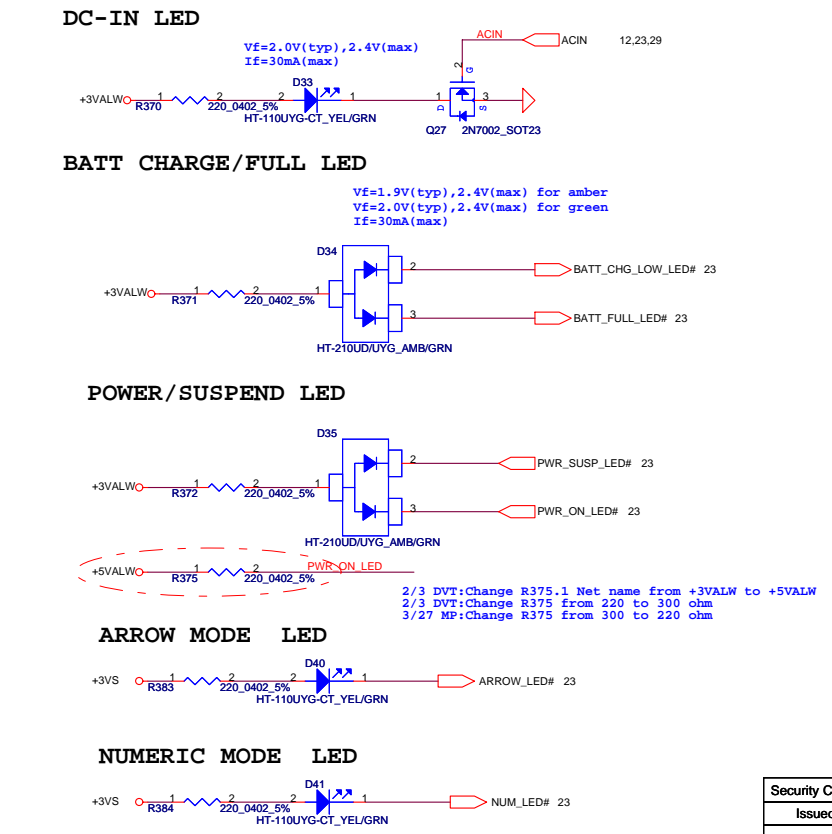 DC-IN LED
Vf=2.0V(typ),2.4V(max)
If=30mA(max)
ACIN
ACIN 12,23,29
2
G
D33
+3VALW
1 2 2 1 1 3
R370 220_0402_5%
HT-110UYG-CT_YEL/GRN
D S
Q27 2N7002_SOT23
BATT CHARGE/FULL LED
Vf=1.9V(typ),2.4V(max) for amber
Vf=2.0V(typ),2.4V(max) for green
If=30mA(max)
D34
2 BATT_CHG_LOW_LED# 23
+3VALW 1 2 1
R371 220_0402_5%
3 BATT_FULL_LED# 23
HT-210UD/UYG_AMB/GRN
POWER/SUSPEND LED
D35
2 PWR_SUSP_LED# 23
+3VALW 1 2 1
R372 220_0402_5%
3 PWR_ON_LED# 23
HT-210UD/UYG_AMB/GRN
+5VALW 1 2 PWR_ON_LED
R375 220_0402_5%
2/3 DVT:Change R375.1 Net name from +3VALW to +5VALW
2/3 DVT:Change R375 from 220 to 300 ohm
3/27 MP:Change R375 from 300 to 220 ohm
ARROW MODE LED
D40
+3VS 1 2 2 1 ARROW_LED# 23
R383 220_0402_5%
HT-110UYG-CT_YEL/GRN
NUMERIC MODE LED
D41
+3VS 1 2 2 1 NUM_LED# 23
R384 220_0402_5%
HT-110UYG-CT_YEL/GRN
Security C
Issued